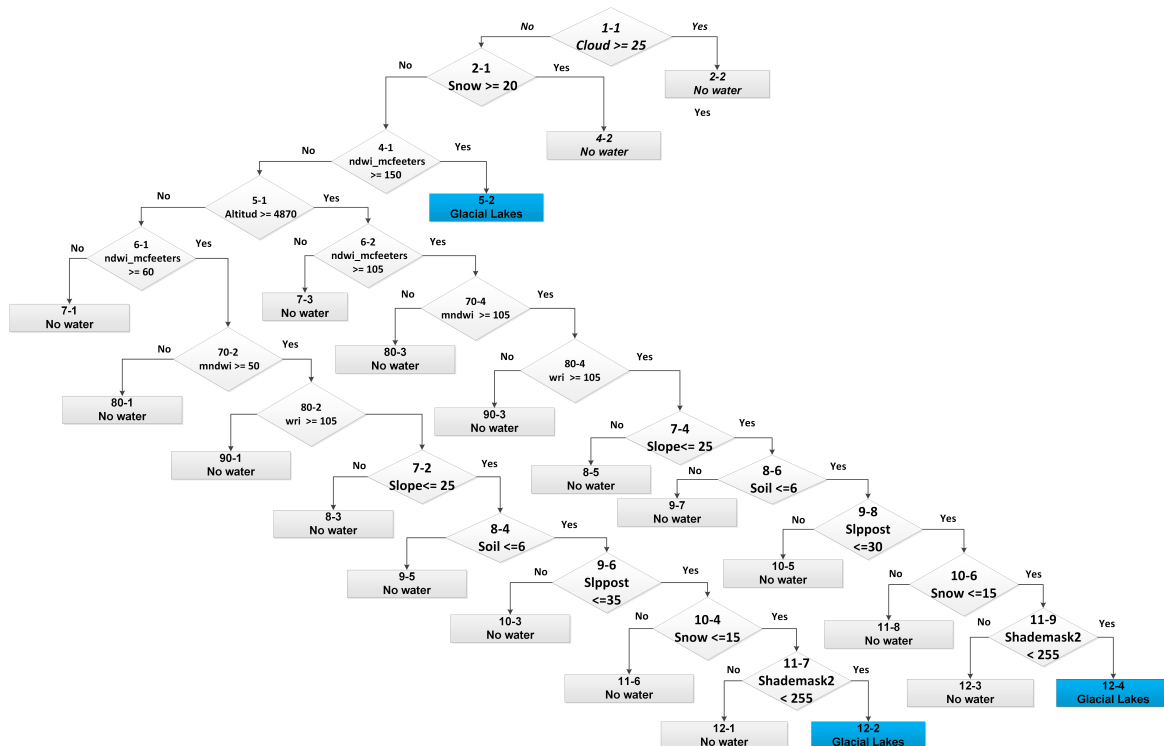 No
1-1
Cloud >= 25
Yes
No
2-1
Snow >= 20
Yes
2-2
No water
Yes
No
4-1
ndwi_mcfeeters
>= 150
Yes
4-2
No water
No
5-1
Altitud >= 4870
Yes
5-2
Glacial Lakes
No
6-1
ndwi_mcfeeters
>= 60
Yes
No
6-2
ndwi_mcfeeters
>= 105
Yes
7-1
No water
7-3
No water
No
70-4
mndwi >= 105
Yes
No
70-2
mndwi >= 50
Yes
80-3
No water
No
80-4
wri >= 105
Yes
80-1
No water
No
80-2
wri >= 105
Yes
90-3
No water
No
7-4
Slope<= 25
Yes
90-1
No water
No
7-2
Slope<= 25
Yes
8-5
No water
No
8-6
Soil <=6
Yes
8-3
No water
No
8-4
Soil <=6
Yes
9-7
No water
No
9-8
Slppost
<=30
Yes
9-5
No water
No
9-6
Slppost
<=35
Yes
10-5
No water
No
10-6
Snow <=15
Yes
10-3
No water
No
10-4
Snow <=15
Yes
11-8
No water
No
11-9
Shademask2
< 255
Yes
11-6
No water
No
11-7
Shademask2
< 255
Yes
12-3
No water
12-4
Glacial Lakes
12-1
No water
12-2
Glacial Lakes